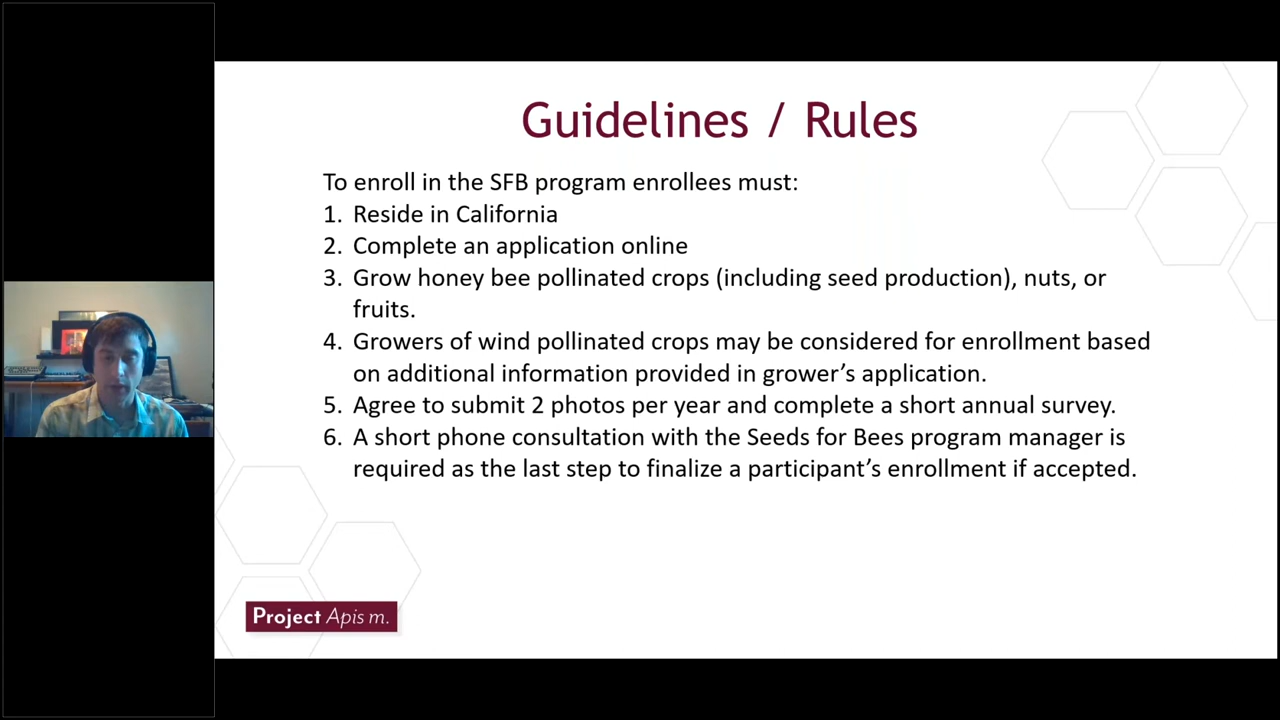 Guidelines / Rules
To enroll in the SFB program enrollees must:
1. Reside in California
2. Complete an application online
3. Grow honey bee pollinated crops (including seed production), nuts, or
fruits.
4. Growers of wind pollinated crops may be considered for enrollment based
on additional information provided in grower’s application.
5. Agree to submit 2 photos per year and complete a short annual survey.
6. A short phone consultation with the Seeds for Bees program manager is
required as the last step to finalize a participant’s enrollment if accepted.
Project Apis m.